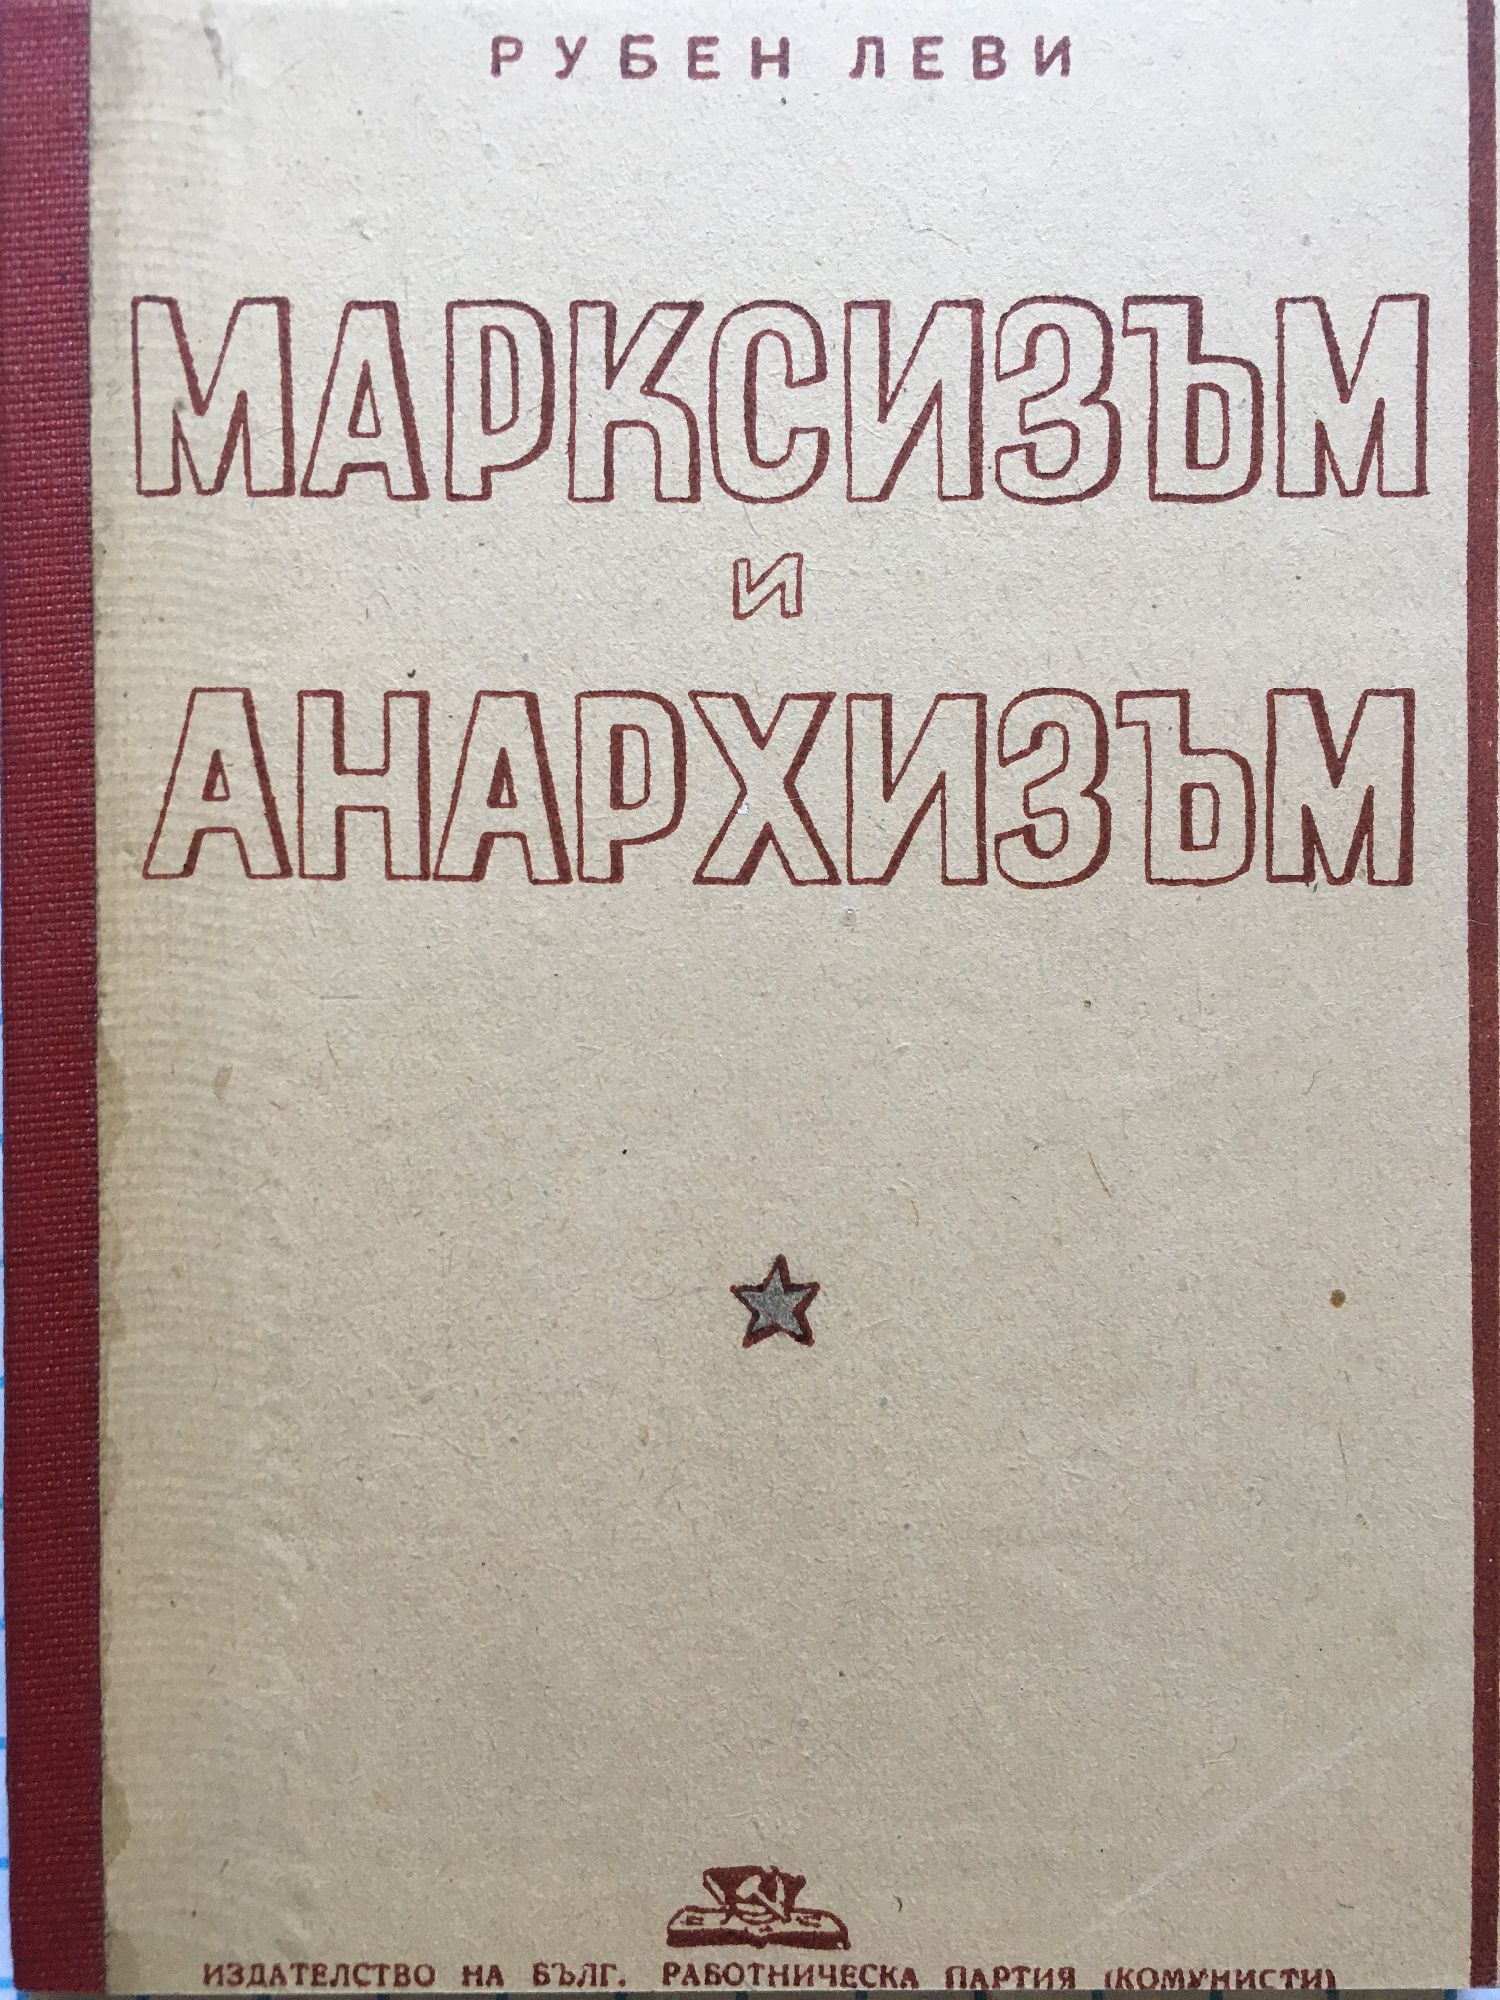 РУБЕН ЛЕВИ
МАРКСИЗЪМ
И
АНАРХИЗЪМ
ИЗДАТЕЛСТВО НА БЪЛГ. РАБОТНИЧЕСКА ПАРТИЯ (КОМУНИСТИ)